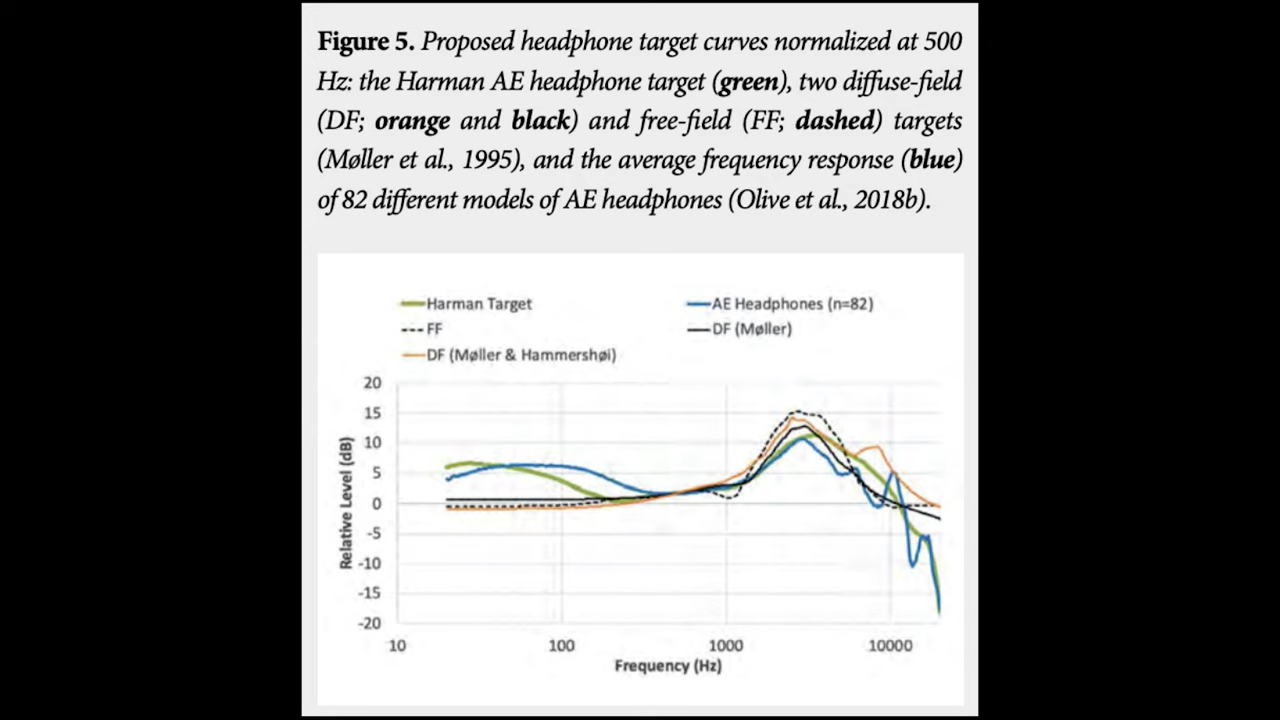 Figure 5. Proposed headphone target curves normalized at 500
Hz: the Harman AE headphone target (green), two diffuse-field
(DF; orange and black) and free-field (FF; dashed) targets
(Møller et al., 1995), and the average frequency response (blue)
of 82 different models of AE headphones (Olive et al., 2018b).
Harman Target
AE Headphones (n=82)
FF
DF (Møller)
DF (Møller & Hammershøi)
Relative Level (dB)
20
15
10
5
0
-5
-10
-15
-20
10 100 1000 10000
Frequency (Hz)